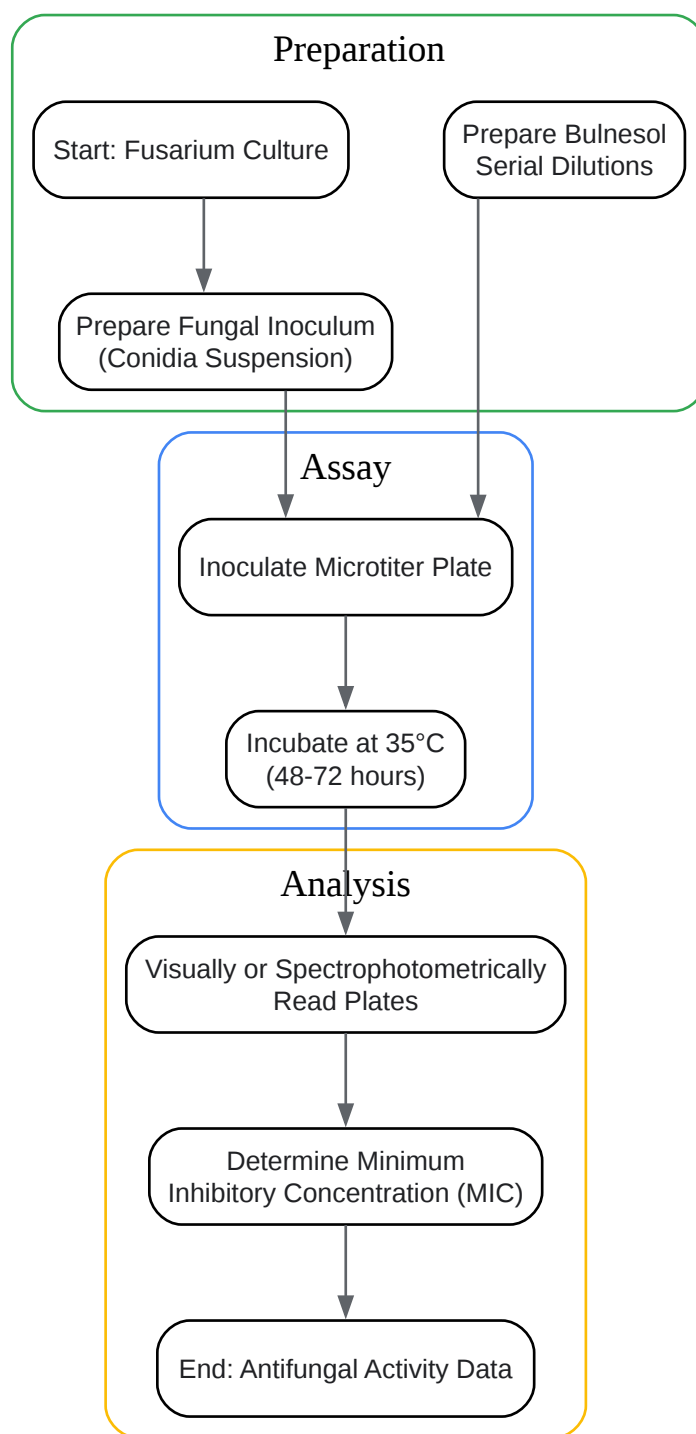 Preparation
Start: Fusarium Culture
Prepare Bulnesol
Serial Dilutions
Prepare Fungal Inoculum
(Conidia Suspension)
Assay
Inoculate Microtiter Plate
Incubate at 35°C
(48-72 hours)
Analysis
Visually or Spectrophotometrically
Read Plates
Determine Minimum
Inhibitory Concentration (MIC)
End: Antifungal Activity Data